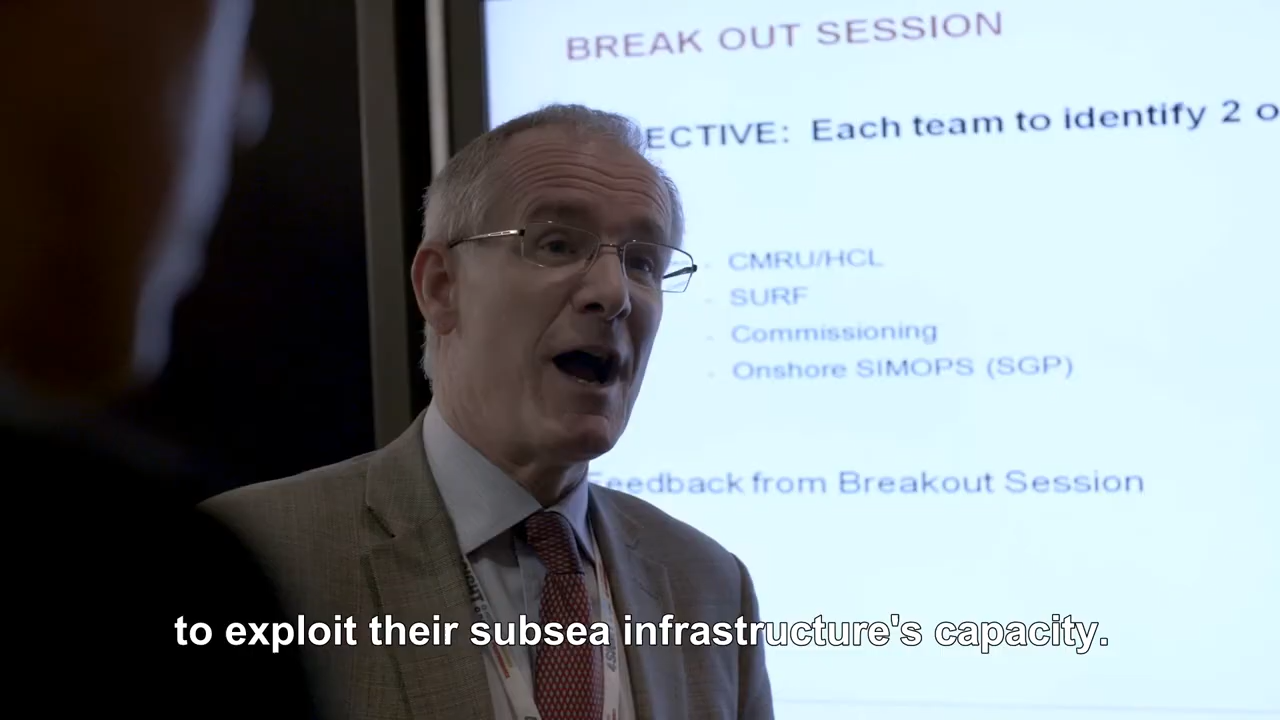 BREAK OUT SESSION
ECTIVE: Each team to identify 2 o
- CMRU/HCL
- SURF
- Commissioning
- Onshore SIMOPS (SGP)
Feedback from Breakout Session
to exploit their subsea infrastructure's capacity.